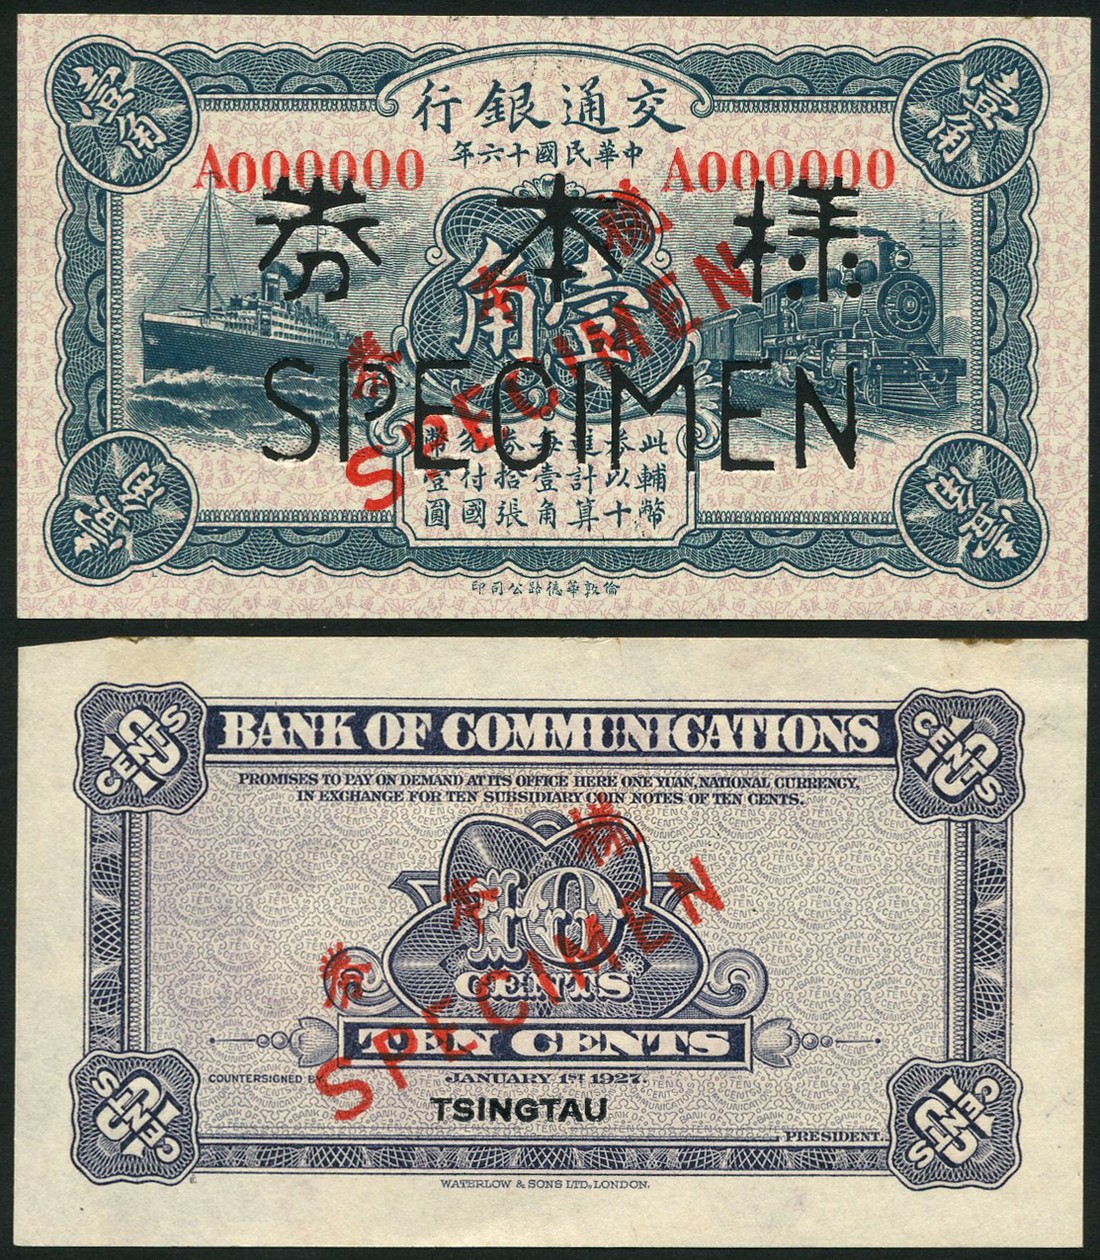 交通銀行
中華民國十六年
A000000 A000000
壹角
壹角
壹角
壹角
壹角
樣本券
SPECIMEN
樣本券
SPECIMEN
此輔幣
券以十
進計算
每壹角
券拾張
兌付國
幣壹圓
倫敦華德路公司印
BANK OF COMMUNICATIONS
10 CENTS
10 CENTS
PROMISES TO PAY ON DEMAND AT ITS OFFICE HERE ONE YUAN, NATIONAL CURRENCY,
IN EXCHANGE FOR TEN SUBSIDIARY COIN NOTES OF TEN CENTS.
樣本券
SPECIMEN
10
CENTS
TEN CENTS
COUNTERSIGNED BY
JANUARY 1ST 1927.
TSINGTAU
PRESIDENT.
10 CENTS
10 CENTS
WATERLOW & SONS LTD, LONDON.